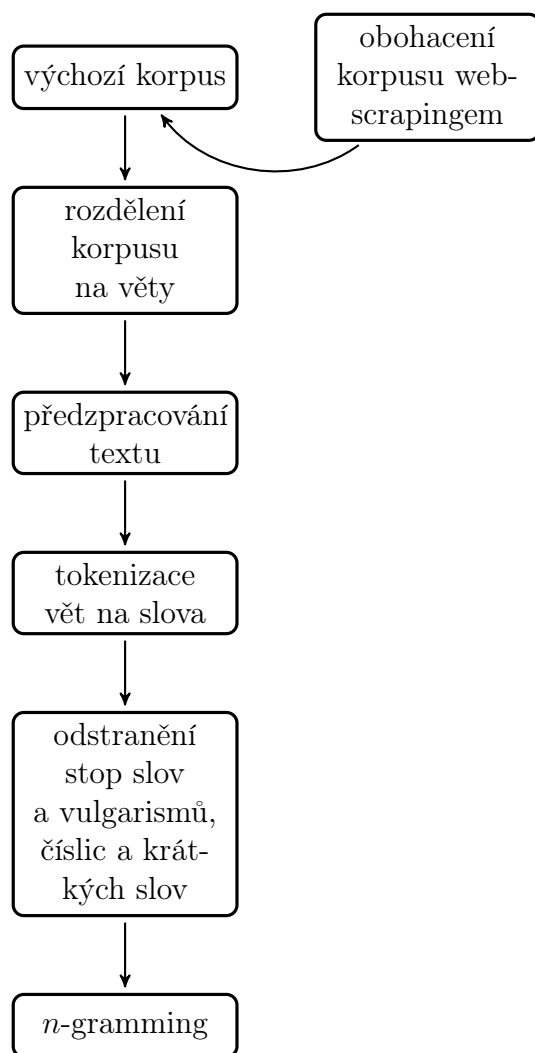 výchozí korpus
obohacení
korpusu web-
scrapingem
rozdělení
korpusu
na věty
předzpracování
textu
tokenizace
vět na slova
odstranění
stop slov
a vulgarismů,
číslic a krát-
kých slov
n-gramming